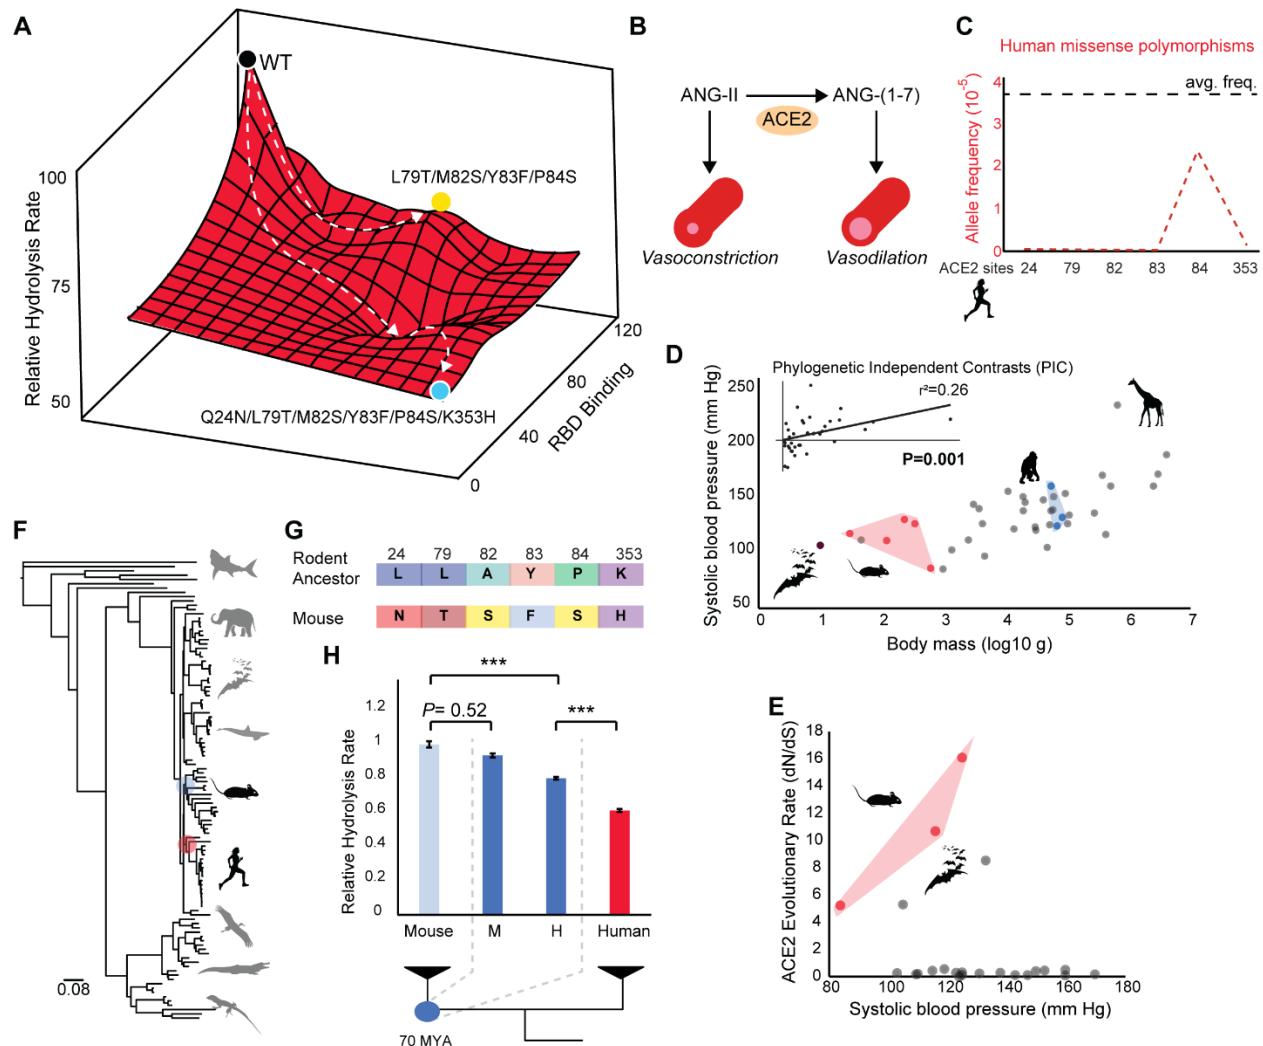 A
WT
L79T/M82S/Y83F/P84S
Q24N/L79T/M82S/Y83F/P84S/K353H
Relative Hydrolysis Rate
100
75
50
RBD Binding
0
40
80
120
B
ANG-II
ANG-(1-7)
ACE2
Vasoconstriction
Vasodilation
C
Human missense polymorphisms
avg. freq.
Allele frequency (10⁻⁵)
4
3
2
1
0
ACE2 sites
24 79 82 83 84 353
D
Phylogenetic Independent Contrasts (PIC)
r²=0.26
P=0.001
Systolic blood pressure (mm Hg)
250
200
150
100
50
0 1 2 3 4 5 6 7
Body mass (log10 g)
E
ACE2 Evolutionary Rate (dN/dS)
18
16
14
12
10
8
6
4
2
0
80 100 120 140 160 180
Systolic blood pressure (mm Hg)
F
0.08
G
24 79 82 83 84 353
Rodent
Ancestor
L L A Y P K
Mouse
N T S F S H
H
***
P= 0.52
***
Relative Hydrolysis Rate
1.2
1
0.8
0.6
0.4
0.2
0
Mouse M H Human
70 MYA